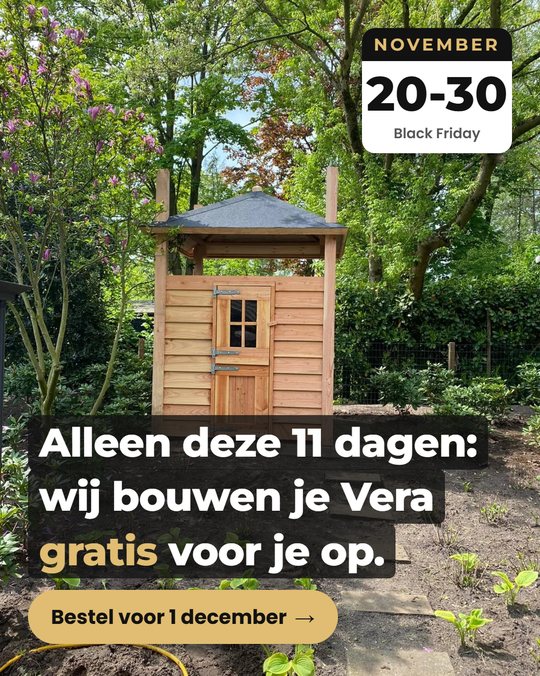 NOVEMBER
20-30
Black Friday
Alleen deze 11 dagen:
wij bouwen je Vera
gratis voor je op.
Bestel voor 1 december →